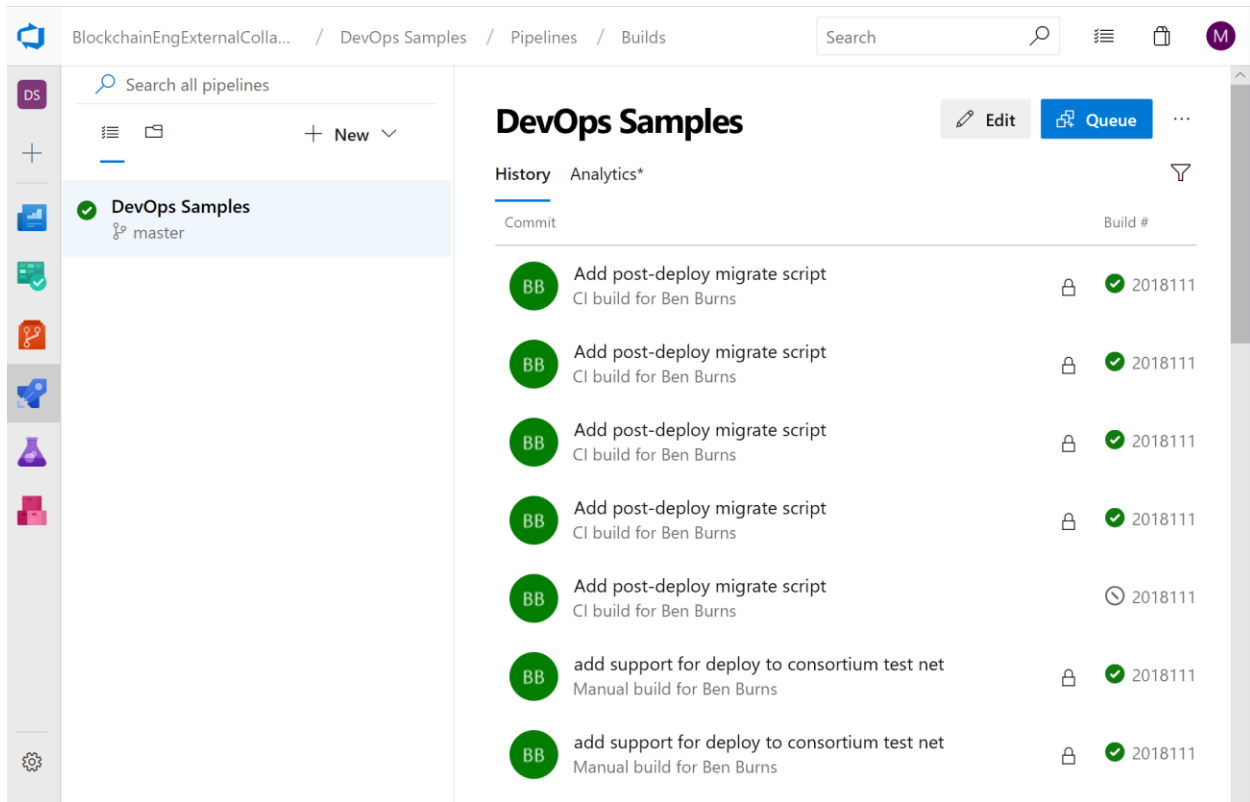 BlockchainEngExternalColla... / DevOps Samples / Pipelines / Builds
Search
M
DS
Search all pipelines
New
DevOps Samples
master
DevOps Samples
Edit
Queue
History Analytics*
Commit Build #
BB Add post-deploy migrate script
CI build for Ben Burns
2018111
BB Add post-deploy migrate script
CI build for Ben Burns
2018111
BB Add post-deploy migrate script
CI build for Ben Burns
2018111
BB Add post-deploy migrate script
CI build for Ben Burns
2018111
BB Add post-deploy migrate script
CI build for Ben Burns
2018111
BB add support for deploy to consortium test net
Manual build for Ben Burns
2018111
BB add support for deploy to consortium test net
Manual build for Ben Burns
2018111